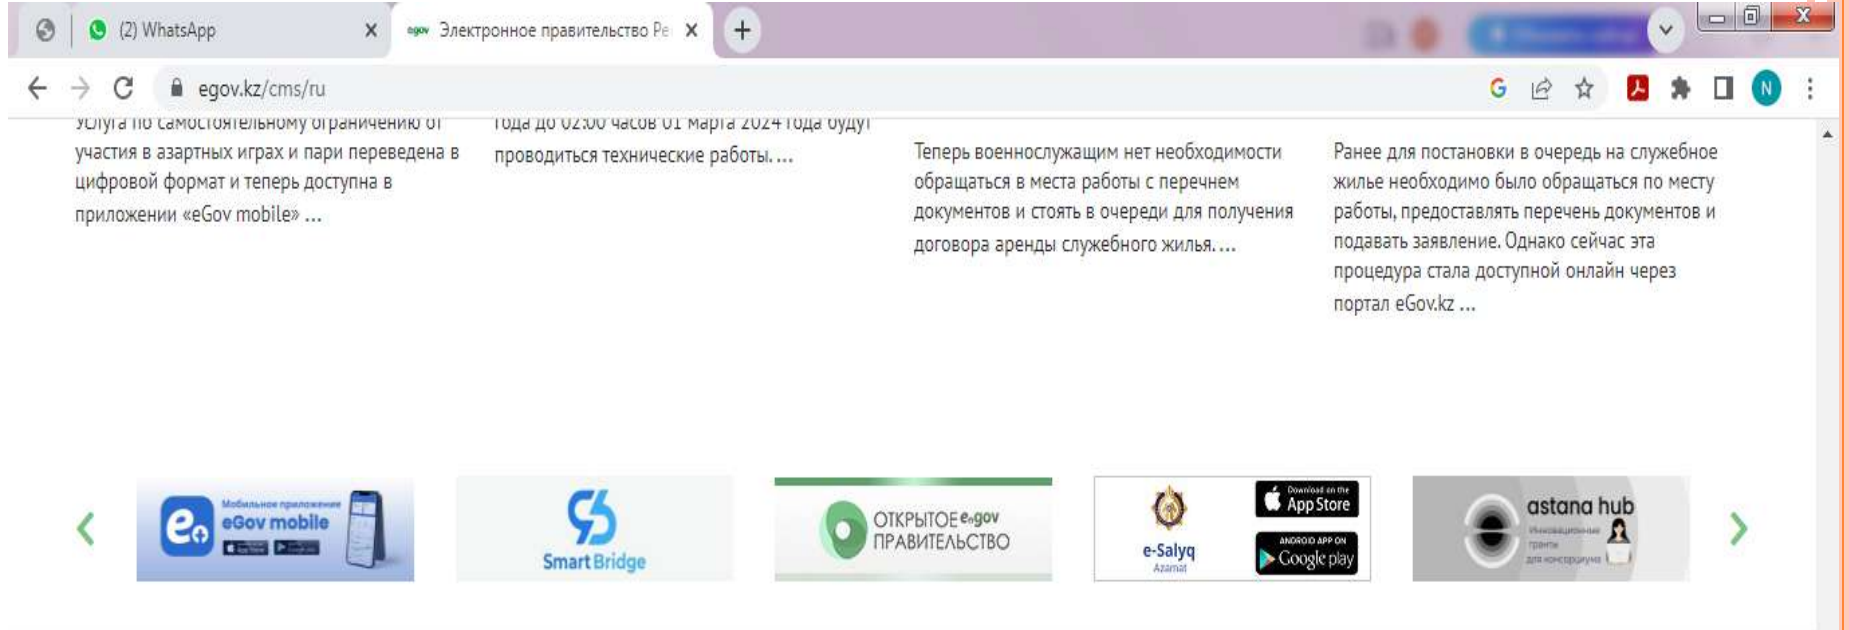 (2) WhatsApp
egov Электронное правительство Ре
egov.kz/cms/ru
N
Услуга по самостоятельному ограничению от
участия в азартных играх и пари переведена в
цифровой формат и теперь доступна в
приложении «eGov mobile» ...
года до 02:00 часов 01 марта 2024 года будут
проводиться технические работы. ...
Теперь военнослужащим нет необходимости
обращаться в места работы с перечнем
документов и стоять в очереди для получения
договора аренды служебного жилья. ...
Ранее для постановки в очередь на служебное
жилье необходимо было обращаться по месту
работы, предоставлять перечень документов и
подавать заявление. Однако сейчас эта
процедура стала доступной онлайн через
портал eGov.kz ...
Мобильное приложение
eGov mobile
Smart Bridge
ОТКРЫТОЕ egov
ПРАВИТЕЛЬСТВО
e-Salyq
Azamat
Download on the
App Store
ANDROID APP ON
Google play
astana hub
Инновационные
гранты
для консорциума